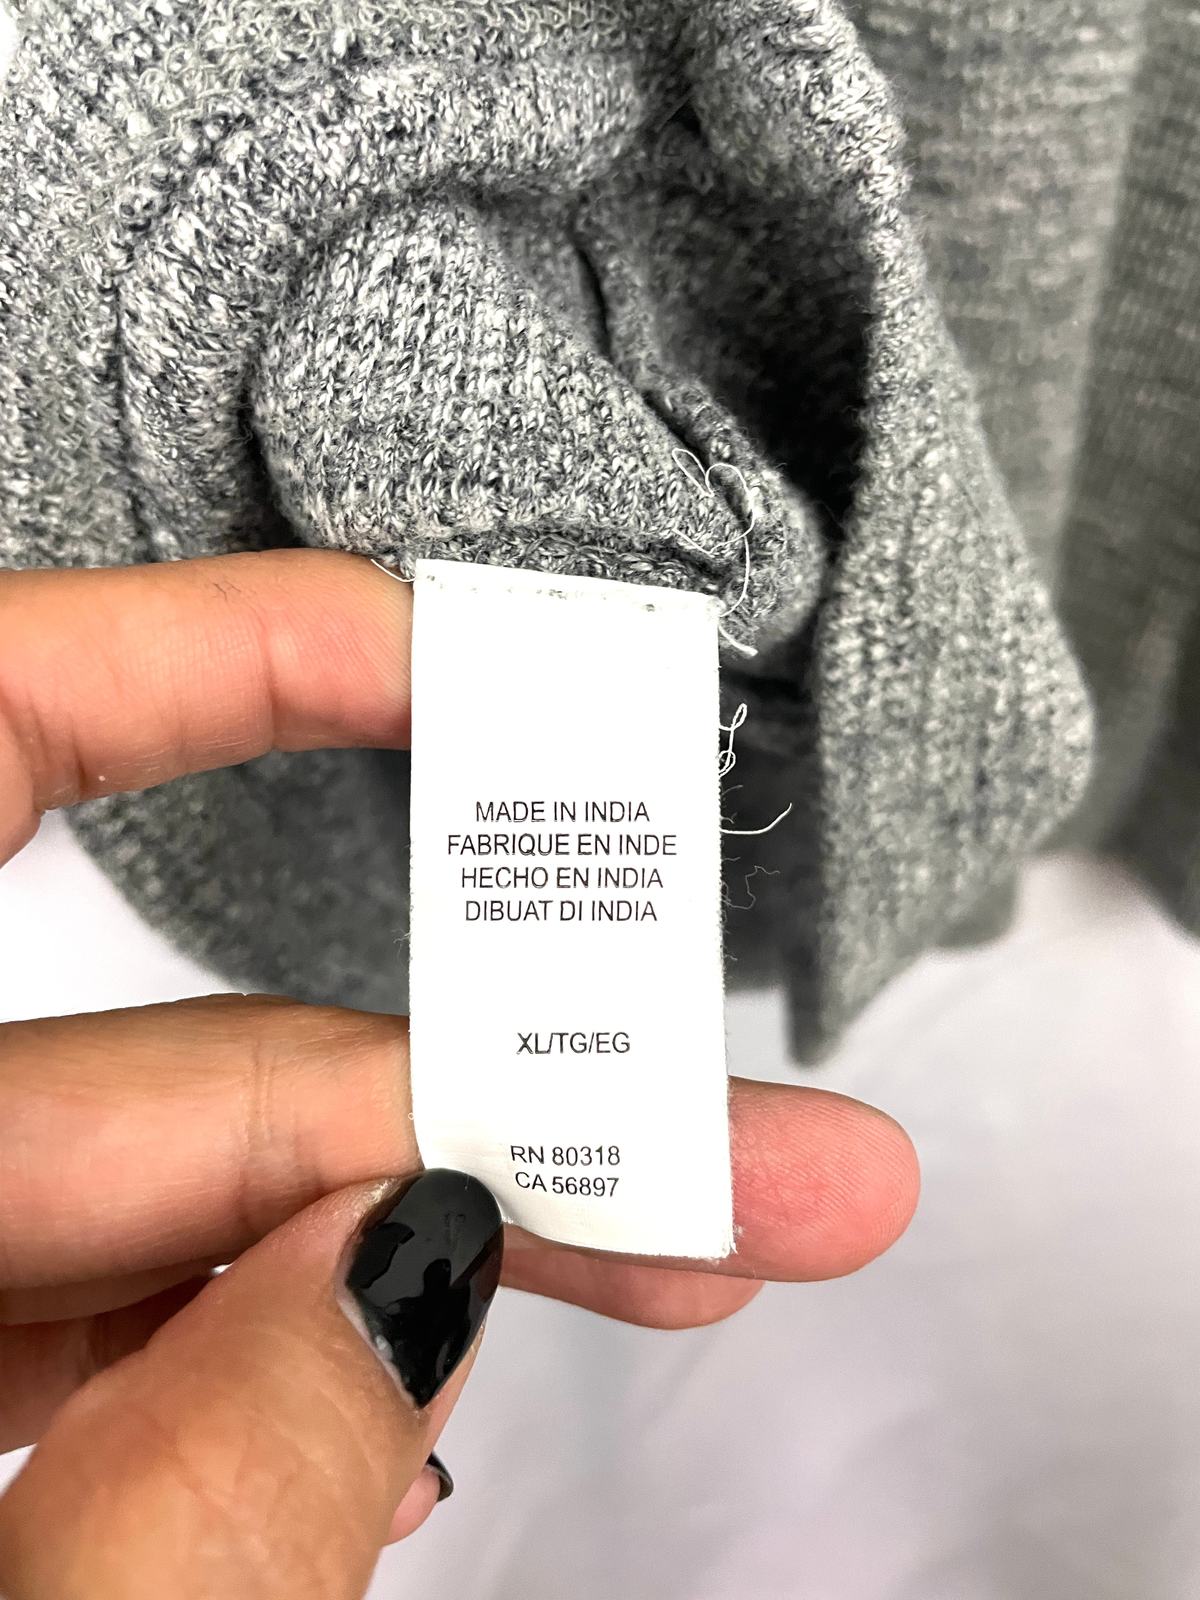 MADE IN INDIA
FABRIQUE EN INDE
HECHO EN INDIA
DIBUAT DI INDIA
XL/TG/EG
RN 80318
CA 56897